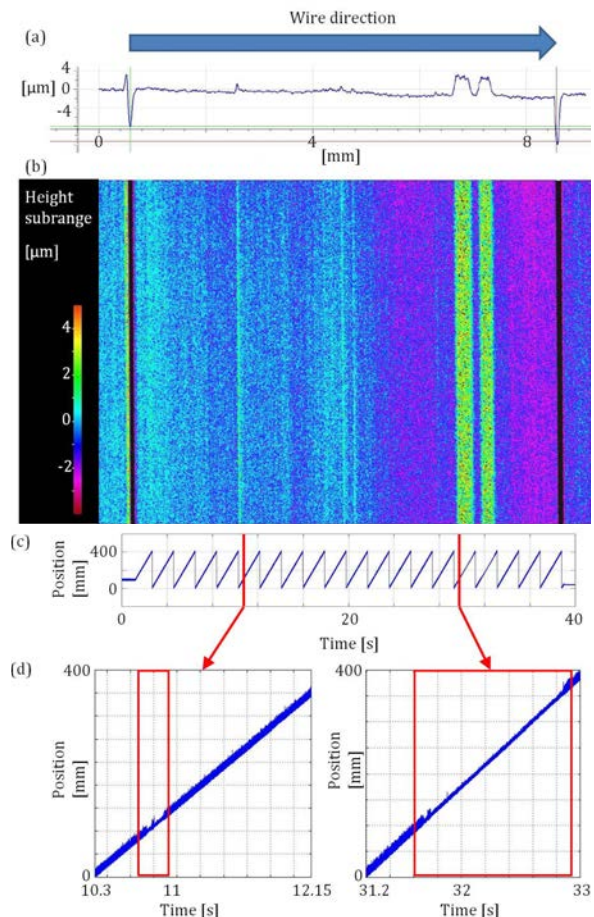 Wire direction
(a)
4
[µm]
0
-4
0
4
8
[mm]
(b)
Height
subrange
[µm]
4
2
0
-2
(c)
Position
[mm]
400
0
0
20
40
Time [s]
(d)
400
Position
[mm]
0
10.3
11
12.15
Time [s]
400
Position
[mm]
0
31.2
32
33
Time [s]